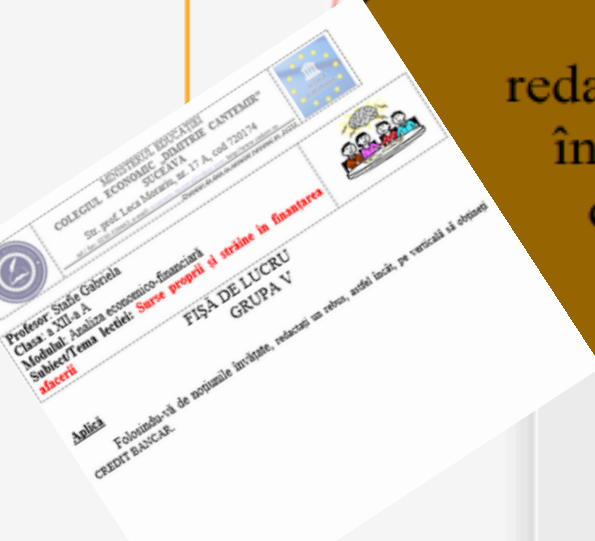 MINISTERUL EDUCAȚIEI
COLEGIUL ECONOMIC „DIMITRIE CANTEMIR”
SUCEAVA
Str. prof. Leca Morariu, nr. 17 A, cod 720174
Profesor: Stafie Gabriela
Clasa: a XII-a A
Modulul: Analiza economico-financiară
Subiect/Tema lectiei: Surse proprii și străine în finanțarea
afacerii
FIȘĂ DE LUCRU
GRUPA V
Aplică
Folosindu-vă de noțiunile învățate, redactați un rebus, astfel încât, pe verticală să obțineți
CREDIT BANCAR.
reda
în